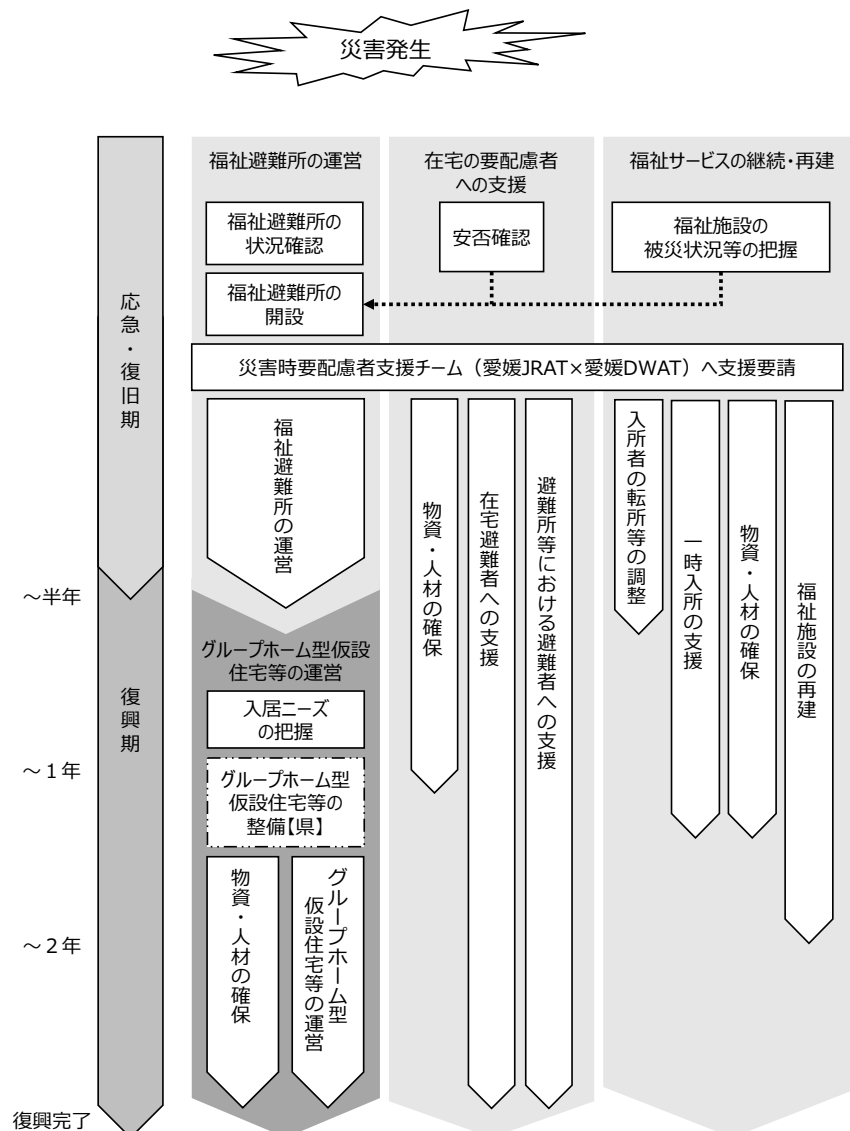 災害発生
応急・復旧期
復興期
～半年
～１年
～２年
復興完了
福祉避難所の運営
福祉避難所の
状況確認
福祉避難所の
開設
在宅の要配慮者
への支援
安否確認
福祉サービスの継続・再建
福祉施設の
被災状況等の把握
災害時要配慮者支援チーム（愛媛JRAT×愛媛DWAT）へ支援要請
福祉避難所の運営
グループホーム型仮設
住宅等の運営
入居ニーズ
の把握
グループホーム型
仮設住宅等の
整備【県】
物資・人材の確保
グループホーム型
仮設住宅等の運営
物資・人材の確保
在宅避難者への支援
避難所等における避難者への支援
入所者の転所等の調整
一時入所の支援
物資・人材の確保
福祉施設の再建